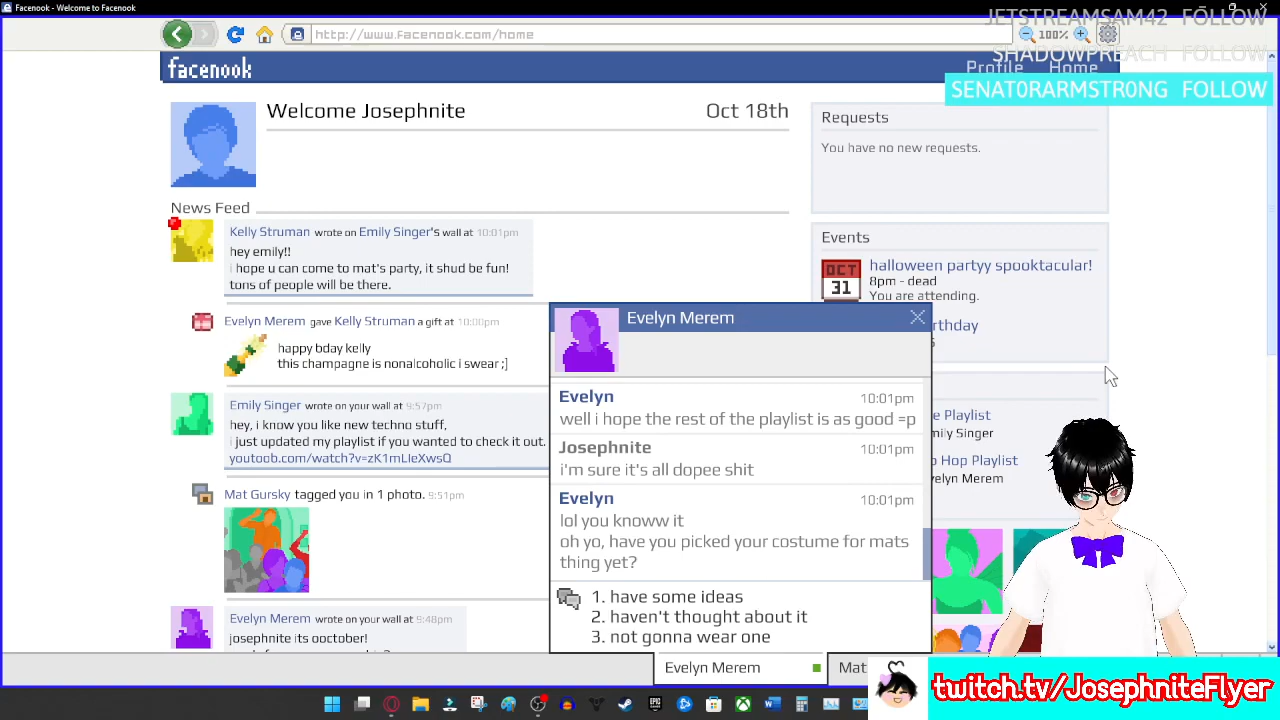 Facenook - Welcome to Facenook
JETSTREAMSAM42 FOLLOW
http://www.facenook.com/home
100%
SHADOWPREACH FOLLOW
facenook
Profile
Home
SENAT0RARMSTR0NG FOLLOW
Welcome Josephnite
Oct 18th
News Feed
Kelly Struman wrote on Emily Singer's wall at 10:01pm
hey emily!!
i hope u can come to mat's party, it shud be fun!
tons of people will be there.
Evelyn Merem gave Kelly Struman a gift at 10:00pm
happy bday kelly
this champagne is nonalcoholic i swear ;]
Emily Singer wrote on your wall at 9:57pm
hey, i know you like new techno stuff,
i just updated my playlist if you wanted to check it out.
youtoob.com/watch?v=zK1mLIeXwsQ
Mat Gursky tagged you in 1 photo. 9:51pm
Evelyn Merem wrote on your wall at 9:48pm
josephnite its ooctober!
Requests
You have no new requests.
Events
OCT
31
halloween partyy spooktacular!
8pm - dead
You are attending.
irthday
Playlist
mily Singer
Hop Playlist
velyn Merem
Evelyn Merem
Evelyn
10:01pm
well i hope the rest of the playlist is as good =p
Josephnite
10:01pm
i'm sure it's all dopee shit
Evelyn
10:01pm
lol you knoww it
oh yo, have you picked your costume for mats
thing yet?
1. have some ideas
2. haven't thought about it
3. not gonna wear one
Evelyn Merem
Mat
twitch.tv/JosephniteFlyer